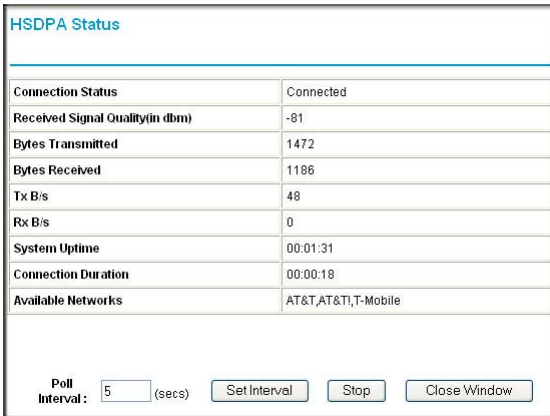 HSDPA Status
Connection Status Connected
Received Signal Quality(in dbm) -81
Bytes Transmitted 1472
Bytes Received 1186
Tx B/s 48
Rx B/s 0
System Uptime 00:01:31
Connection Duration 00:00:18
Available Networks AT&T,AT&T!,T-Mobile
Poll Interval : 5 (secs) Set Interval Stop Close Window